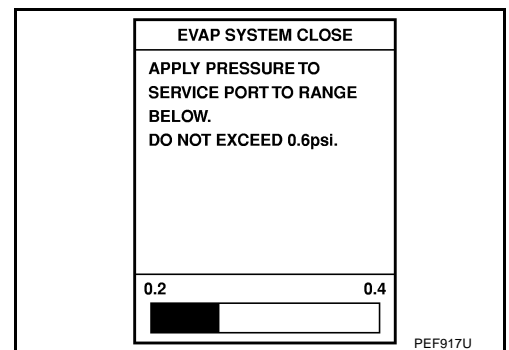 EVAP SYSTEM CLOSE
APPLY PRESSURE TO
SERVICE PORT TO RANGE
BELOW.
DO NOT EXCEED 0.6psi.
0.2 0.4
PEF917U